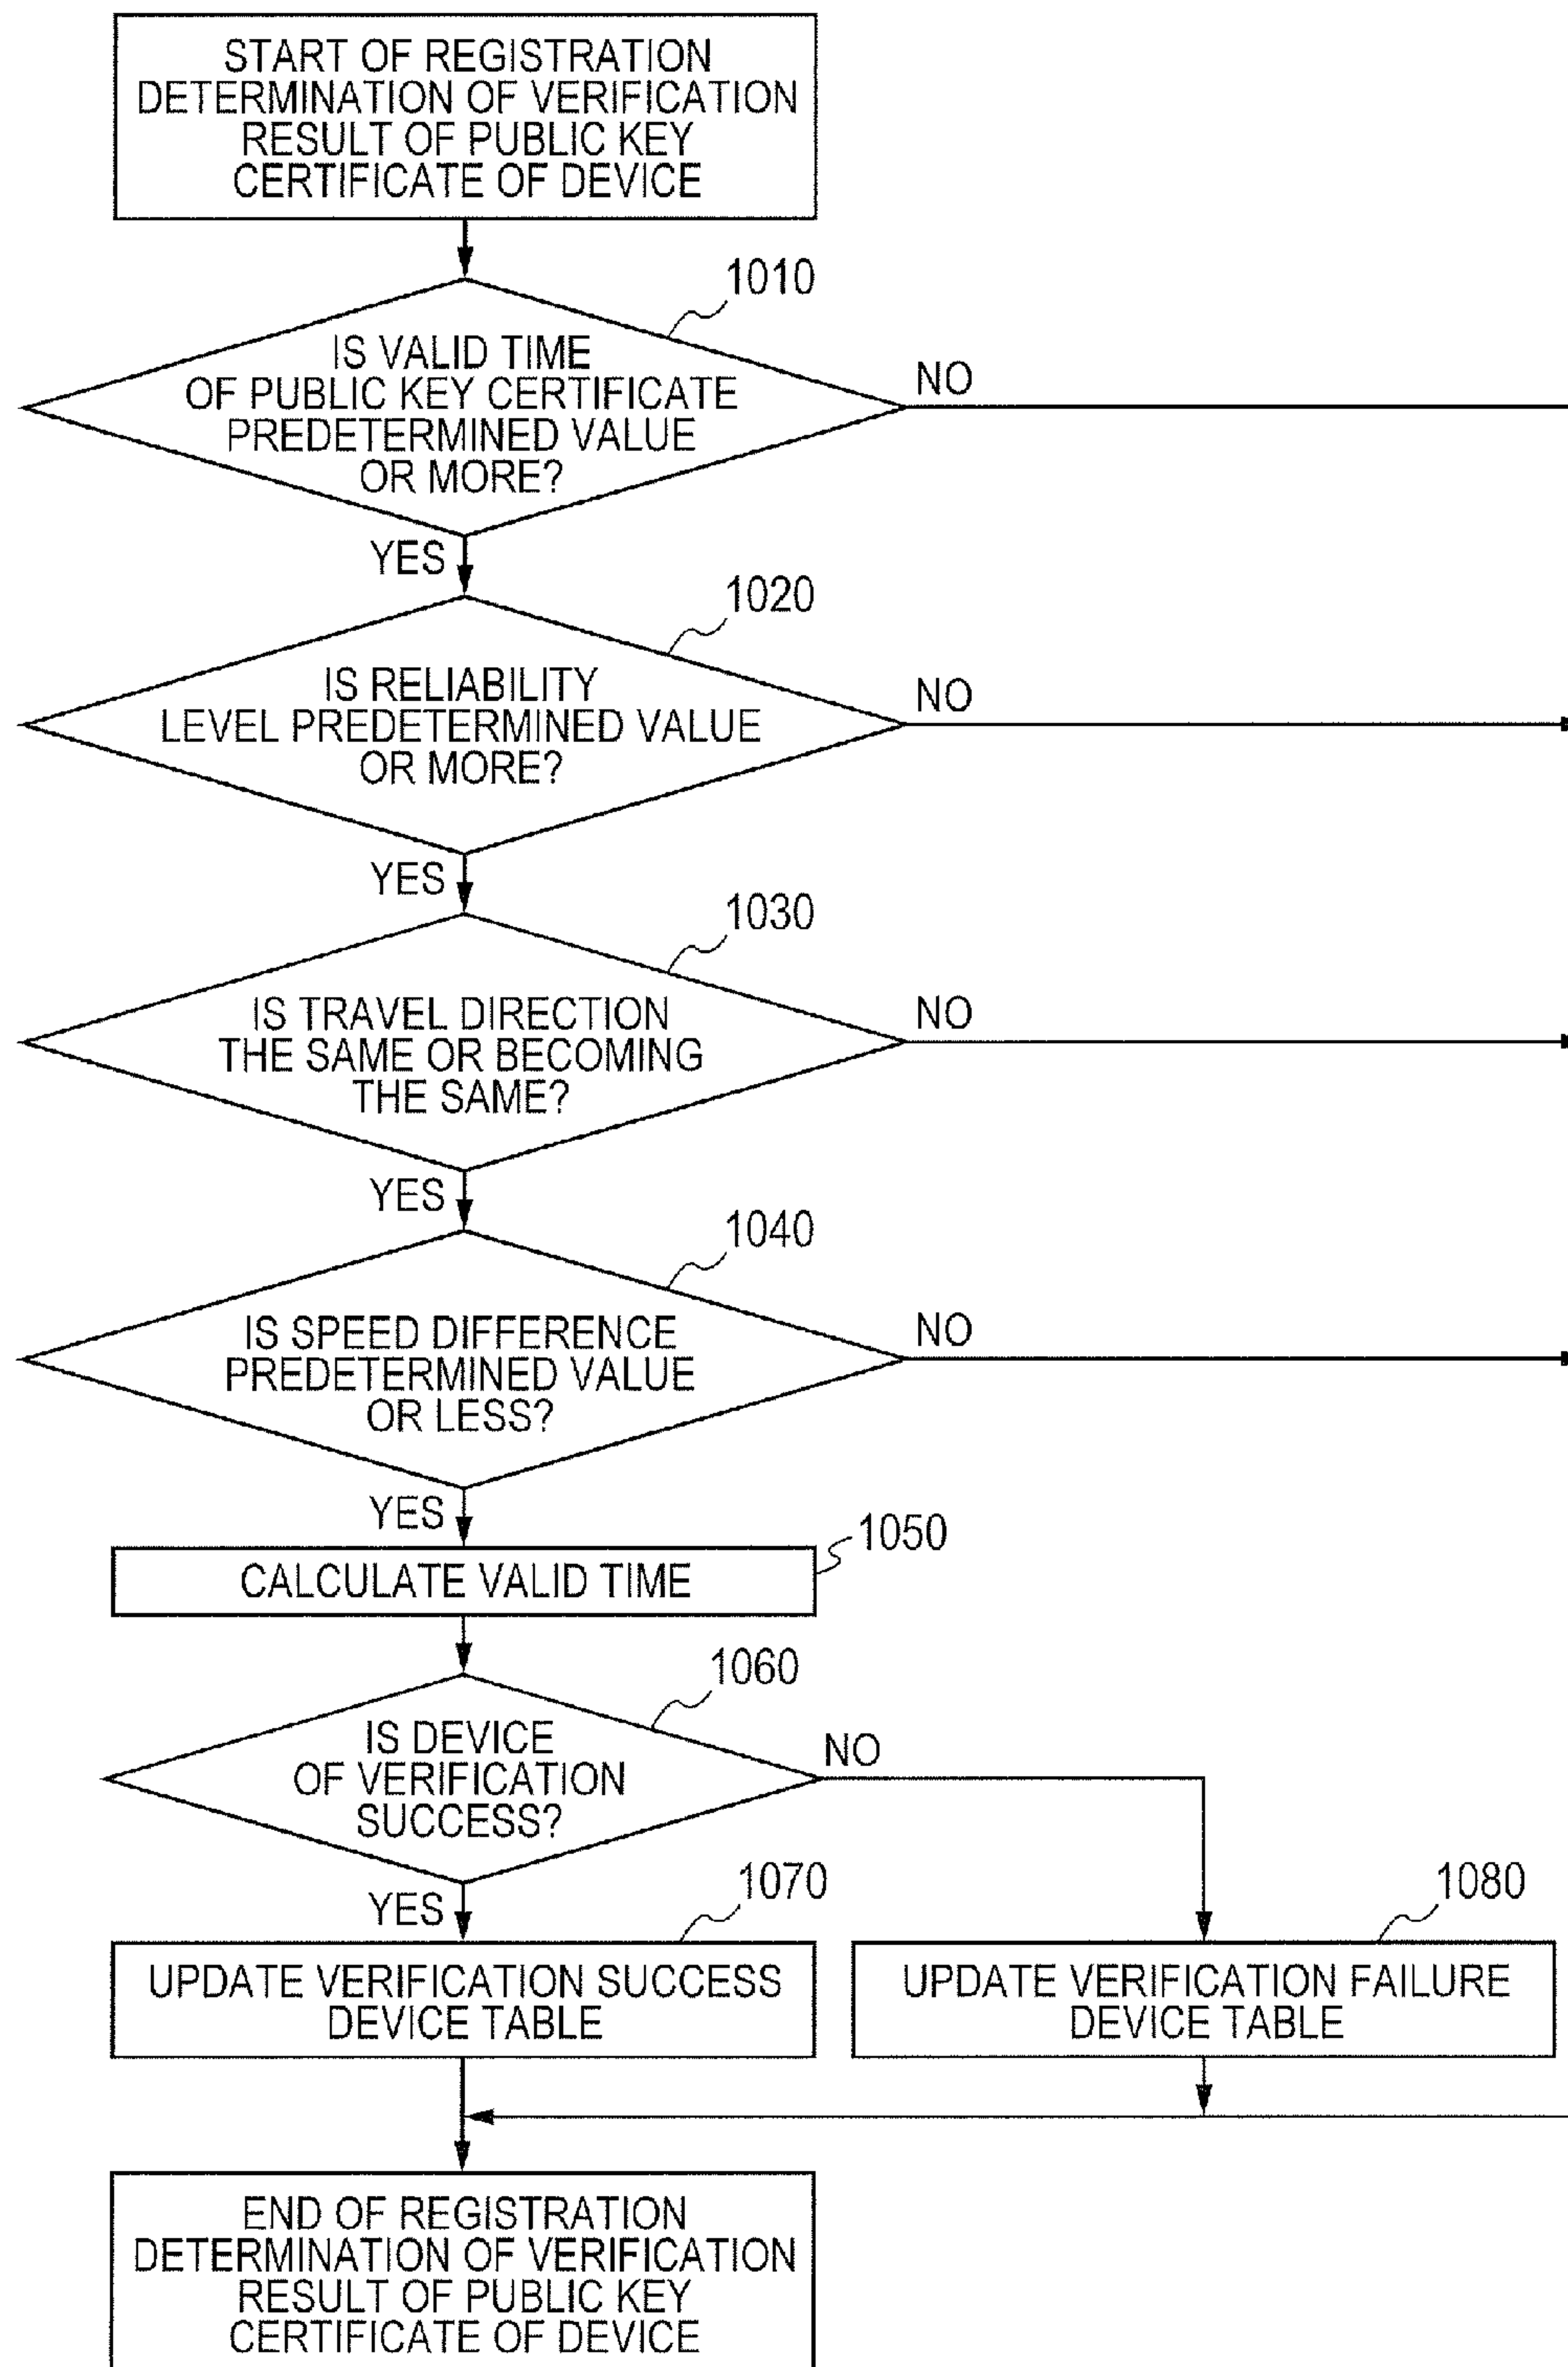 START OF REGISTRATION
DETERMINATION OF VERIFICATION
RESULT OF PUBLIC KEY
CERTIFICATE OF DEVICE
1010
IS VALID TIME
OF PUBLIC KEY CERTIFICATE
PREDETERMINED VALUE
OR MORE?
NO
YES
1020
IS RELIABILITY
LEVEL PREDETERMINED VALUE
OR MORE?
NO
YES
1030
IS TRAVEL DIRECTION
THE SAME OR BECOMING
THE SAME?
NO
YES
1040
IS SPEED DIFFERENCE
PREDETERMINED VALUE
OR LESS?
NO
YES
1050
CALCULATE VALID TIME
1060
IS DEVICE
OF VERIFICATION
SUCCESS?
NO
YES
1070
UPDATE VERIFICATION SUCCESS
DEVICE TABLE
1080
UPDATE VERIFICATION FAILURE
DEVICE TABLE
END OF REGISTRATION
DETERMINATION OF VERIFICATION
RESULT OF PUBLIC KEY
CERTIFICATE OF DEVICE